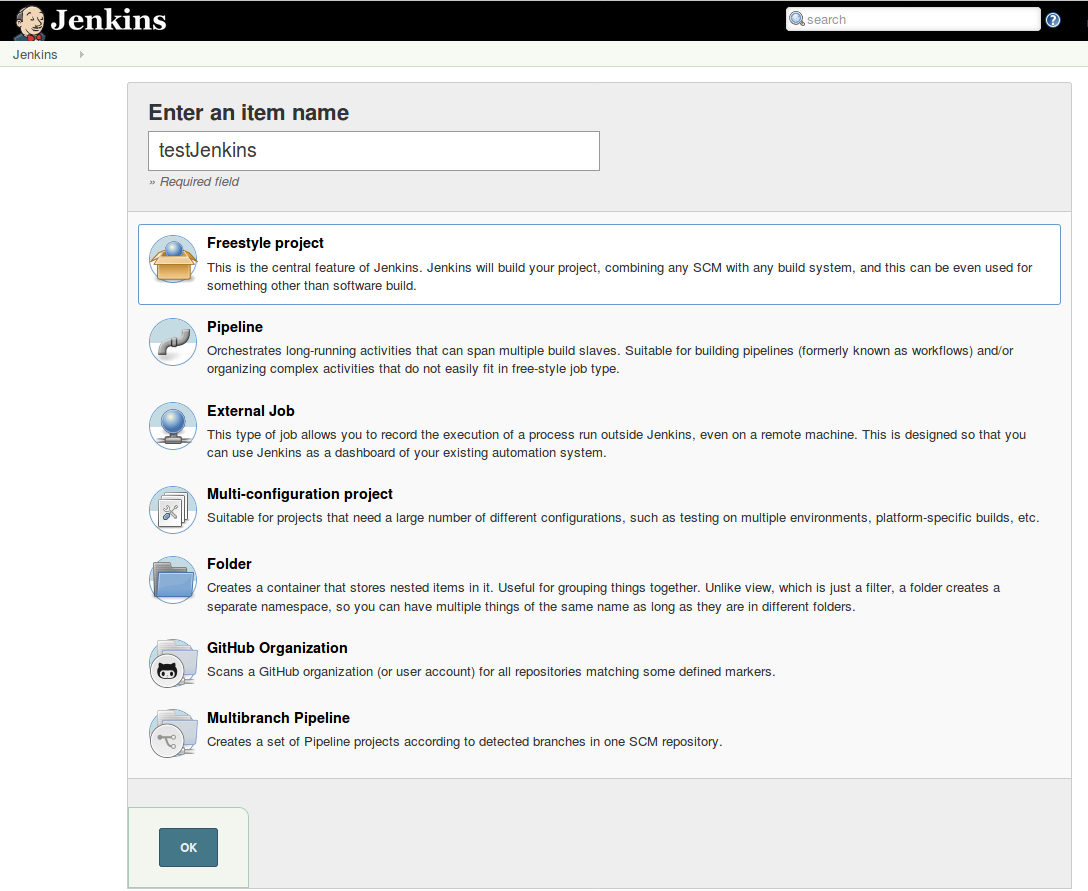 Jenkins
search
?
Jenkins
Enter an item name
testJenkins
» Required field
Freestyle project
This is the central feature of Jenkins. Jenkins will build your project, combining any SCM with any build system, and this can be even used for
something other than software build.
Pipeline
Orchestrates long-running activities that can span multiple build slaves. Suitable for building pipelines (formerly known as workflows) and/or
organizing complex activities that do not easily fit in free-style job type.
External Job
This type of job allows you to record the execution of a process run outside Jenkins, even on a remote machine. This is designed so that you
can use Jenkins as a dashboard of your existing automation system.
Multi-configuration project
Suitable for projects that need a large number of different configurations, such as testing on multiple environments, platform-specific builds, etc.
Folder
Creates a container that stores nested items in it. Useful for grouping things together. Unlike view, which is just a filter, a folder creates a
separate namespace, so you can have multiple things of the same name as long as they are in different folders.
GitHub Organization
Scans a GitHub organization (or user account) for all repositories matching some defined markers.
Multibranch Pipeline
Creates a set of Pipeline projects according to detected branches in one SCM repository.
OK